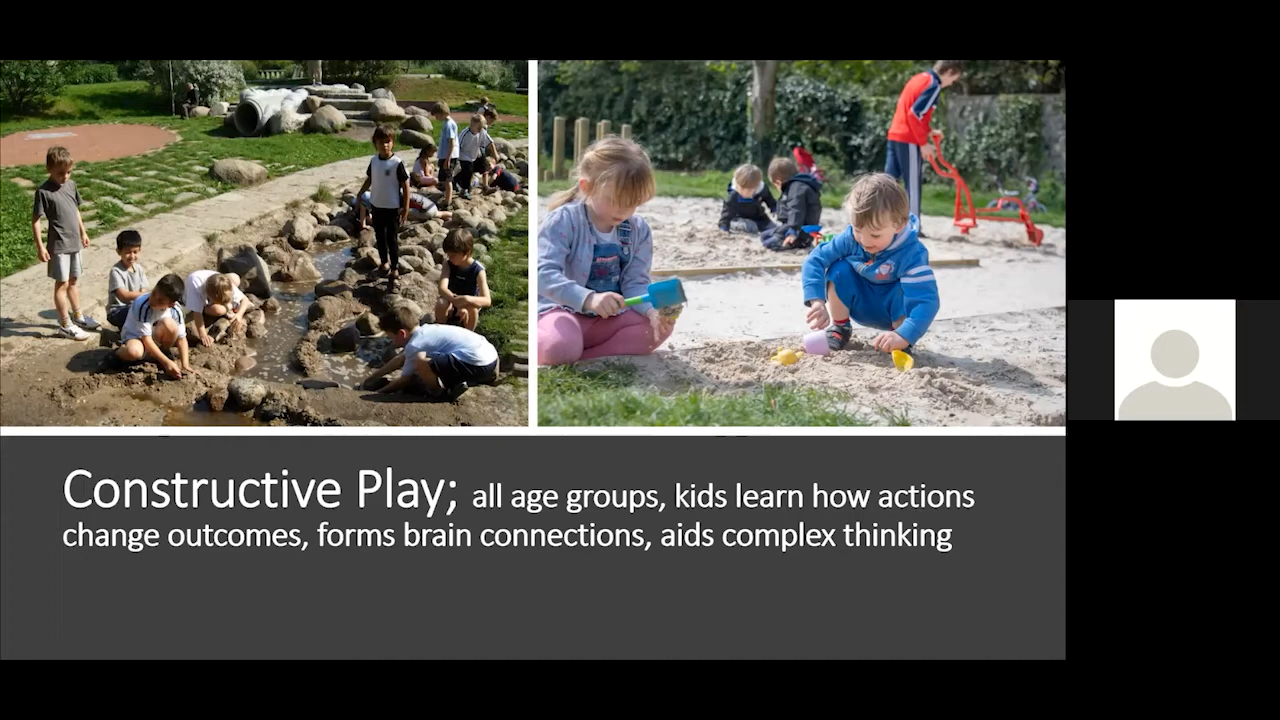 Constructive Play; all age groups, kids learn how actions
change outcomes, forms brain connections, aids complex thinking